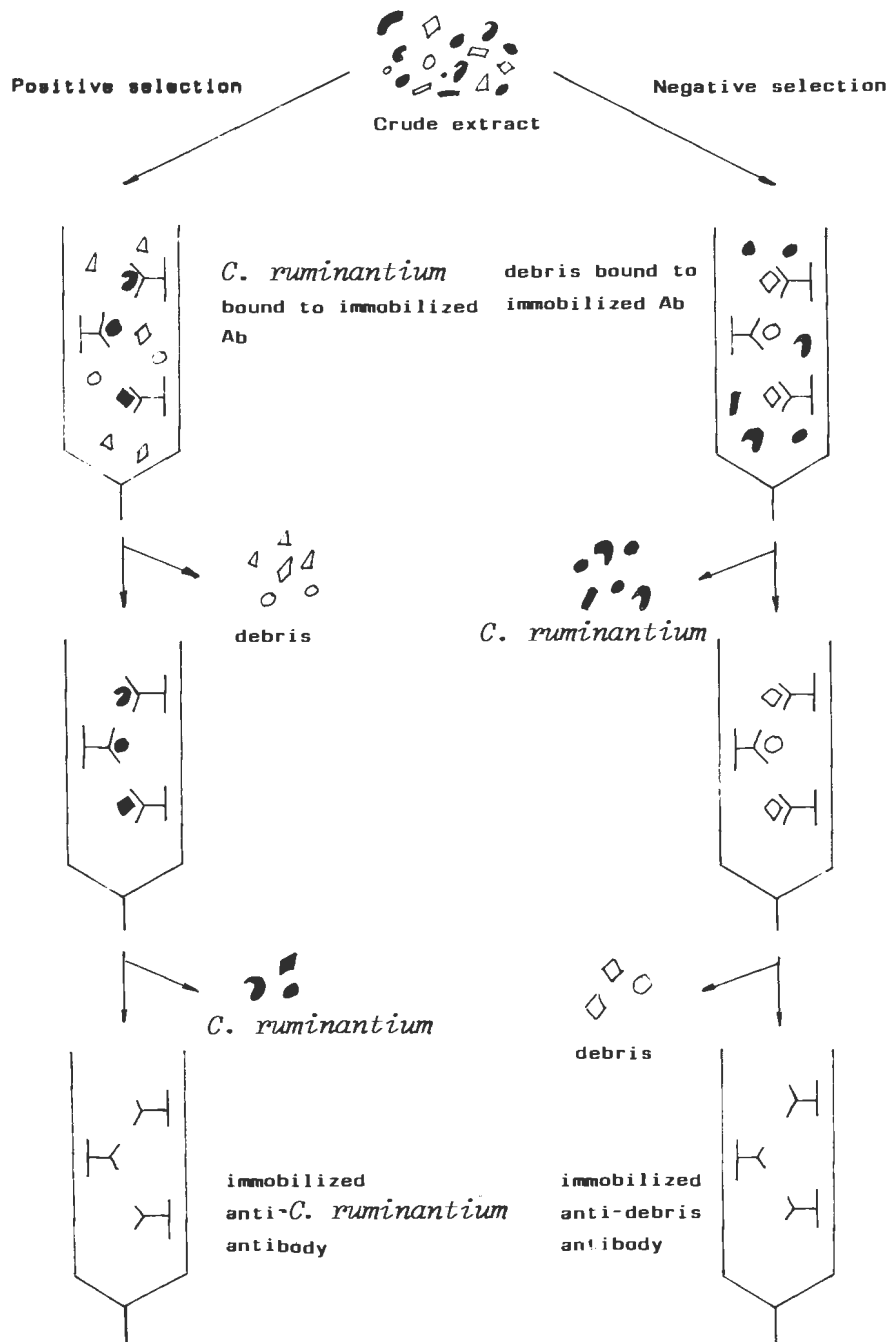 Positive selection
Negative selection
Crude extract
C. ruminantium
bound to immobilized
Ab
debris bound to
immobilized Ab
debris
C. ruminantium
C. ruminantium
debris
immobilized
anti-C. ruminantium
antibody
immobilized
anti-debris
antibody